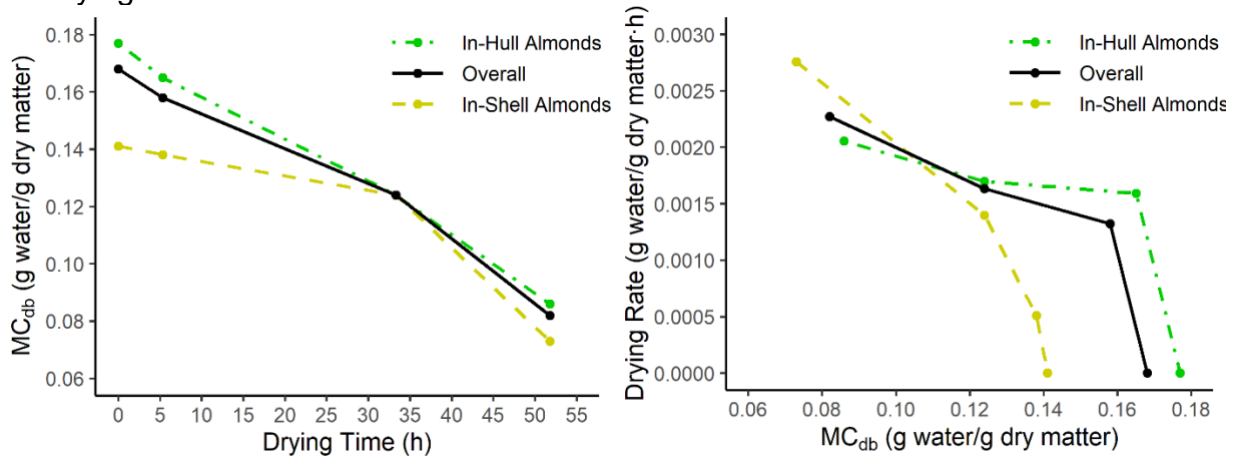 In-Hull Almonds
Overall
In-Shell Almonds
MCdb (g water/g dry matter)
0.18
0.16
0.14
0.12
0.10
0.08
0.06
0 5 10 15 20 25 30 35 40 45 50 55
Drying Time (h)
In-Hull Almonds
Overall
In-Shell Almonds
Drying Rate (g water/g dry matter·h)
0.0030
0.0025
0.0020
0.0015
0.0010
0.0005
0.0000
0.06 0.08 0.10 0.12 0.14 0.16 0.18
MCdb (g water/g dry matter)